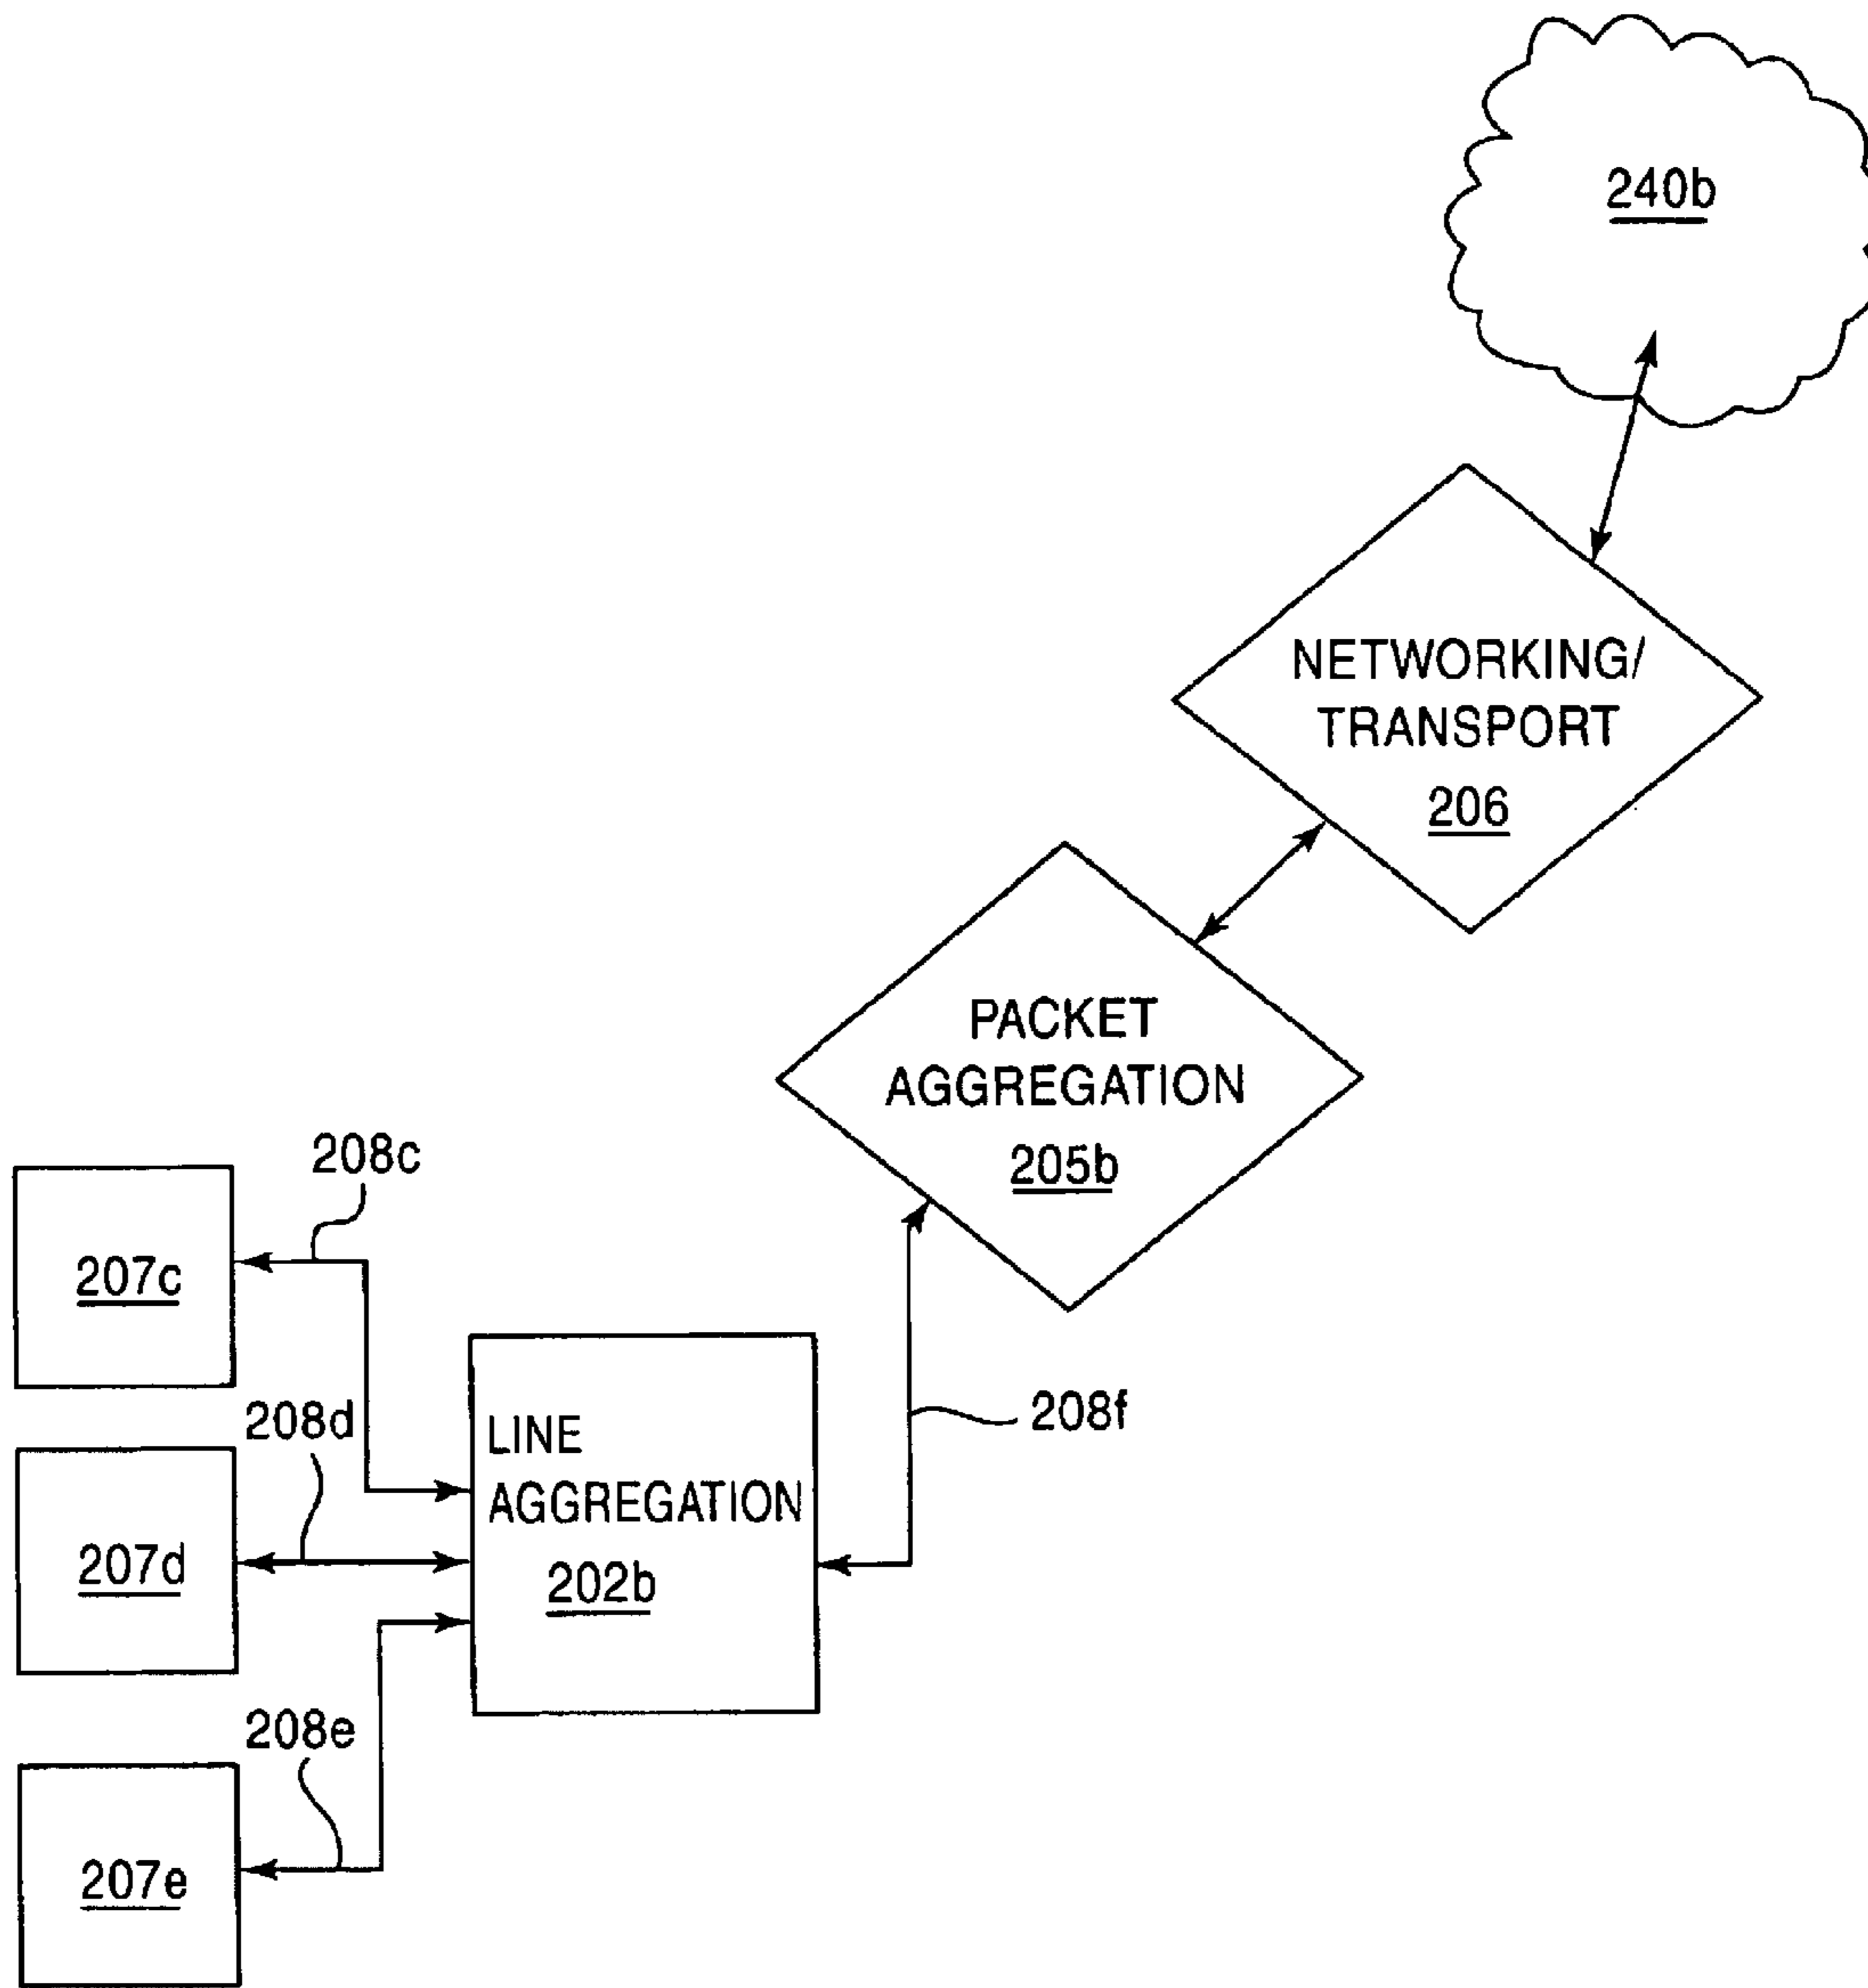 240b
NETWORKING/
TRANSPORT
206
PACKET
AGGREGATION
205b
208c
207c
208d
LINE
AGGREGATION
202b
208f
207d
208e
207e